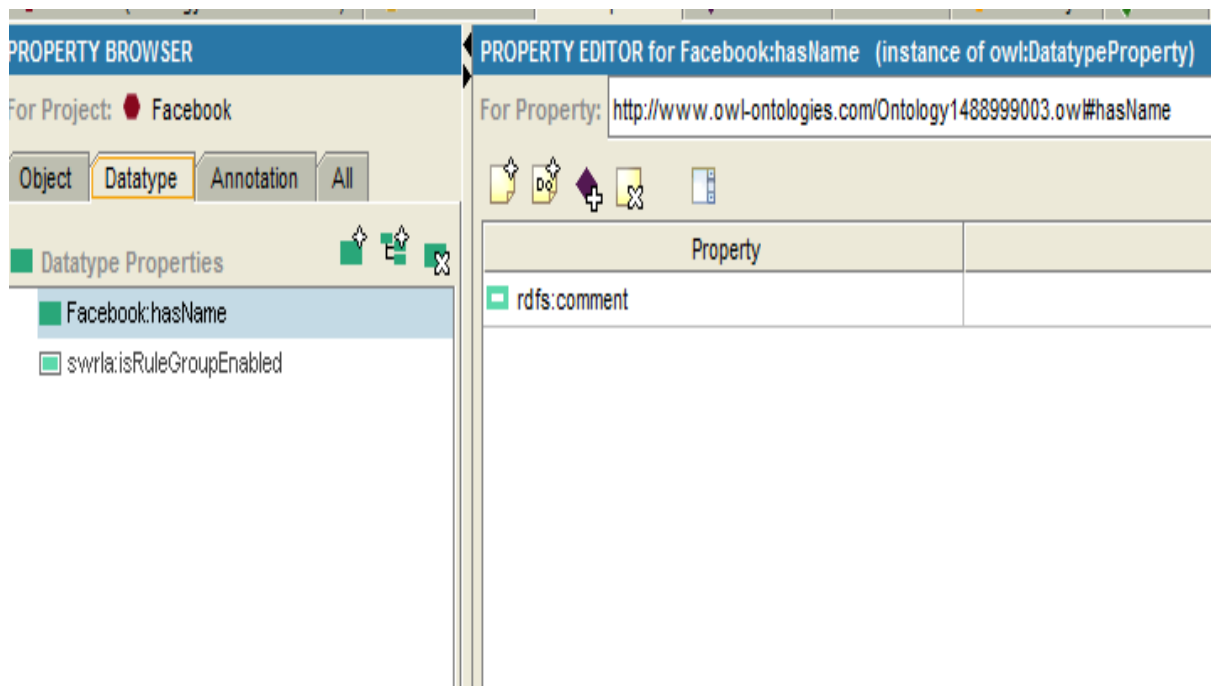 PROPERTY BROWSER
For Project: Facebook
Object Datatype Annotation All
Datatype Properties
Facebook:hasName
swrla:isRuleGroupEnabled
PROPERTY EDITOR for Facebook:hasName (instance of owl:DatatypeProperty)
For Property: http://www.owl-ontologies.com/Ontology1488999003.owl#hasName
Property
rdfs:comment